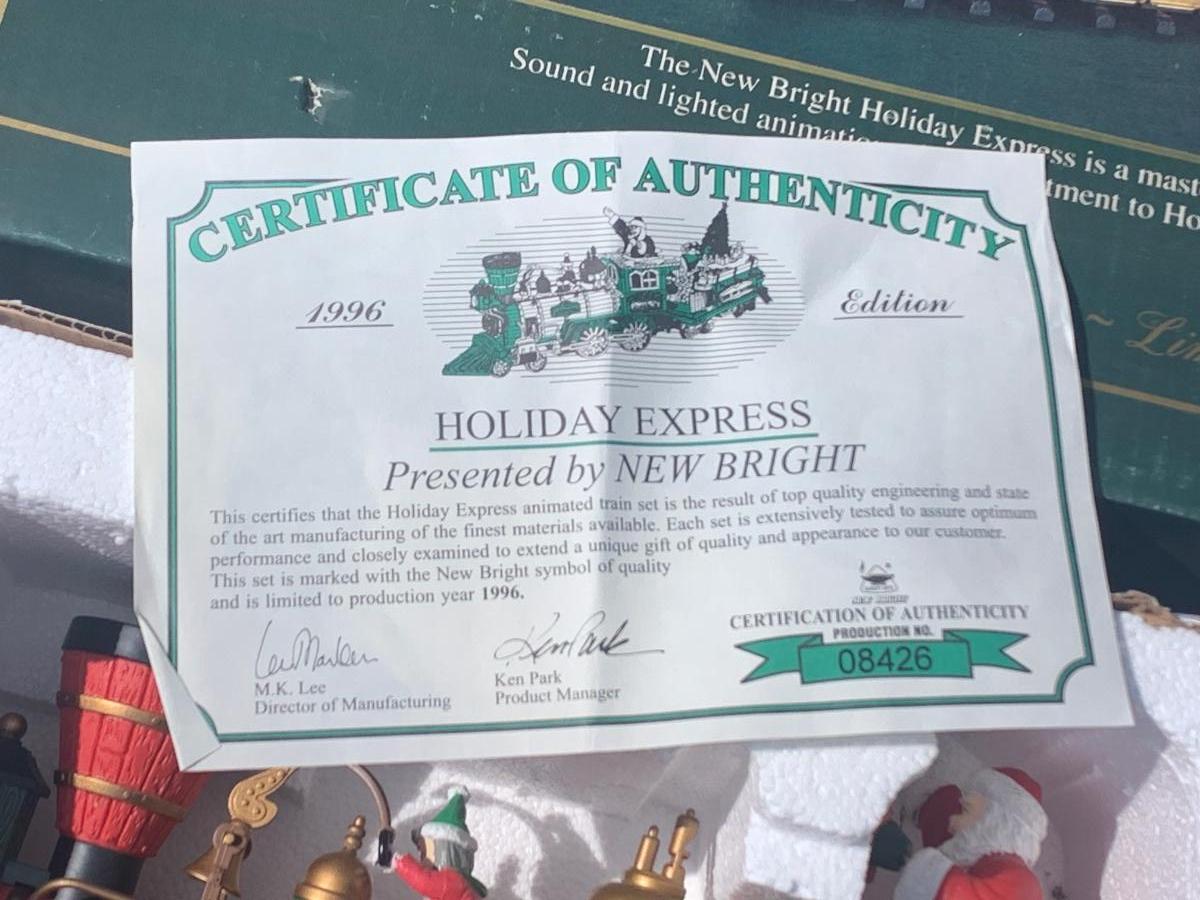 The New Bright Holiday Express is a mast
Sound and lighted animatio
tment to Ho
~ Lim
CERTIFICATE OF AUTHENTICITY
1996 Edition
HOLIDAY EXPRESS
Presented by NEW BRIGHT
This certifies that the Holiday Express animated train set is the result of top quality engineering and state
of the art manufacturing of the finest materials available. Each set is extensively tested to assure optimum
performance and closely examined to extend a unique gift of quality and appearance to our customer.
This set is marked with the New Bright symbol of quality
and is limited to production year 1996.
M.K. Lee
Director of Manufacturing
Ken Park
Ken Park
Product Manager
CERTIFICATION OF AUTHENTICITY
PRODUCTION NO.
08426